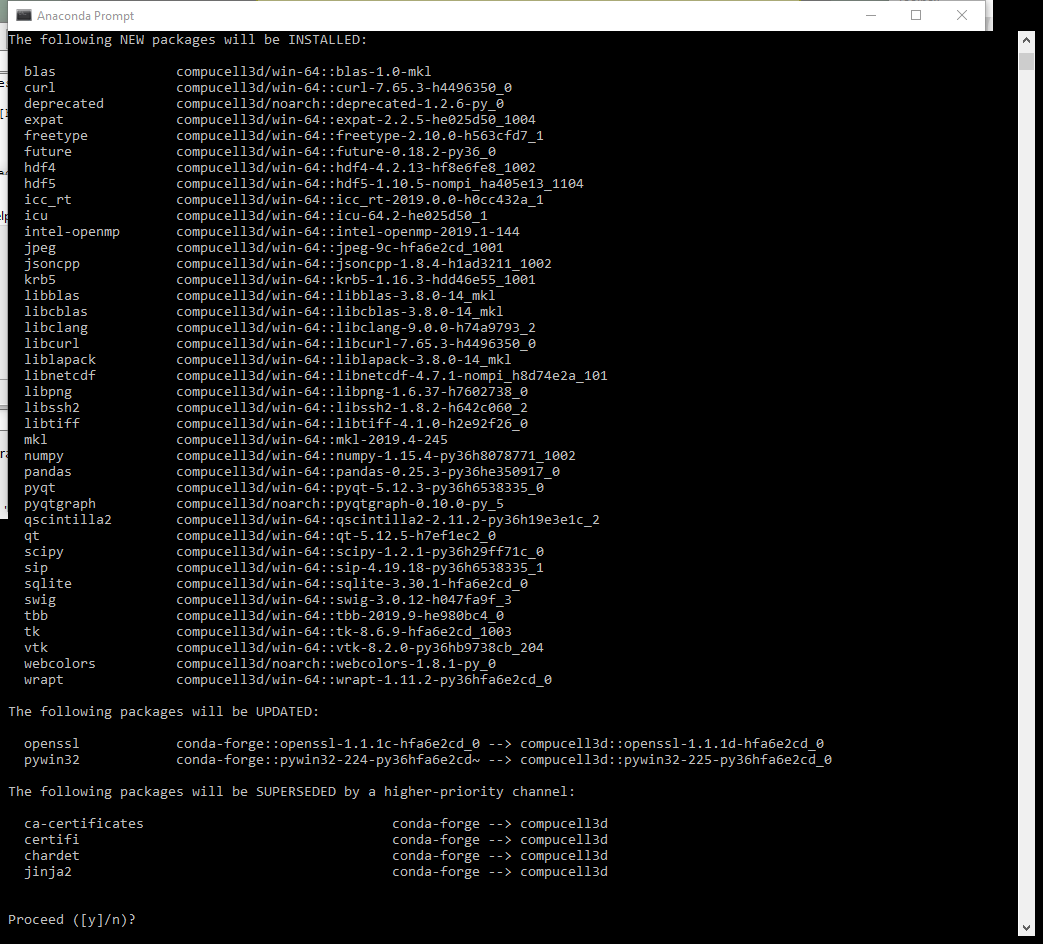 Anaconda Prompt
The following NEW packages will be INSTALLED:
blas compucell3d/win-64::blas-1.0-mkl
curl compucell3d/win-64::curl-7.65.3-h4496350_0
deprecated compucell3d/noarch::deprecated-1.2.6-py_0
expat compucell3d/win-64::expat-2.2.5-he025d50_1004
freetype compucell3d/win-64::freetype-2.10.0-h563cfd7_1
future compucell3d/win-64::future-0.18.2-py36_0
hdf4 compucell3d/win-64::hdf4-4.2.13-hf8e6fe8_1002
hdf5 compucell3d/win-64::hdf5-1.10.5-nompi_ha405e13_1104
icc_rt compucell3d/win-64::icc_rt-2019.0.0-h0cc432a_1
icu compucell3d/win-64::icu-64.2-he025d50_1
intel-openmp compucell3d/win-64::intel-openmp-2019.1-144
jpeg compucell3d/win-64::jpeg-9c-hfa6e2cd_1001
jsoncpp compucell3d/win-64::jsoncpp-1.8.4-h1ad3211_1002
krb5 compucell3d/win-64::krb5-1.16.3-hdd46e55_1001
libblas compucell3d/win-64::libblas-3.8.0-14_mkl
libcblas compucell3d/win-64::libcblas-3.8.0-14_mkl
libclang compucell3d/win-64::libclang-9.0.0-h74a9793_2
libcurl compucell3d/win-64::libcurl-7.65.3-h4496350_0
liblapack compucell3d/win-64::liblapack-3.8.0-14_mkl
libnetcdf compucell3d/win-64::libnetcdf-4.7.1-nompi_h8d74e2a_101
libpng compucell3d/win-64::libpng-1.6.37-h7602738_0
libssh2 compucell3d/win-64::libssh2-1.8.2-h642c060_2
libtiff compucell3d/win-64::libtiff-4.1.0-h2e92f26_0
mkl compucell3d/win-64::mkl-2019.4-245
numpy compucell3d/win-64::numpy-1.15.4-py36h8078771_1002
pandas compucell3d/win-64::pandas-0.25.3-py36he350917_0
pyqt compucell3d/win-64::pyqt-5.12.3-py36h6538335_0
pyqtgraph compucell3d/noarch::pyqtgraph-0.10.0-py_5
qscintilla2 compucell3d/win-64::qscintilla2-2.11.2-py36h19e3e1c_2
qt compucell3d/win-64::qt-5.12.5-h7ef1ec2_0
scipy compucell3d/win-64::scipy-1.2.1-py36h29ff71c_0
sip compucell3d/win-64::sip-4.19.18-py36h6538335_1
sqlite compucell3d/win-64::sqlite-3.30.1-hfa6e2cd_0
swig compucell3d/win-64::swig-3.0.12-h047fa9f_3
tbb compucell3d/win-64::tbb-2019.9-he980bc4_0
tk compucell3d/win-64::tk-8.6.9-hfa6e2cd_1003
vtk compucell3d/win-64::vtk-8.2.0-py36hb9738cb_204
webcolors compucell3d/noarch::webcolors-1.8.1-py_0
wrapt compucell3d/win-64::wrapt-1.11.2-py36hfa6e2cd_0
The following packages will be UPDATED:
openssl conda-forge::openssl-1.1.1c-hfa6e2cd_0 --> compucell3d::openssl-1.1.1d-hfa6e2cd_0
pywin32 conda-forge::pywin32-224-py36hfa6e2cd~ --> compucell3d::pywin32-225-py36hfa6e2cd_0
The following packages will be SUPERSEDED by a higher-priority channel:
ca-certificates conda-forge --> compucell3d
certifi conda-forge --> compucell3d
chardet conda-forge --> compucell3d
jinja2 conda-forge --> compucell3d
Proceed ([y]/n)?